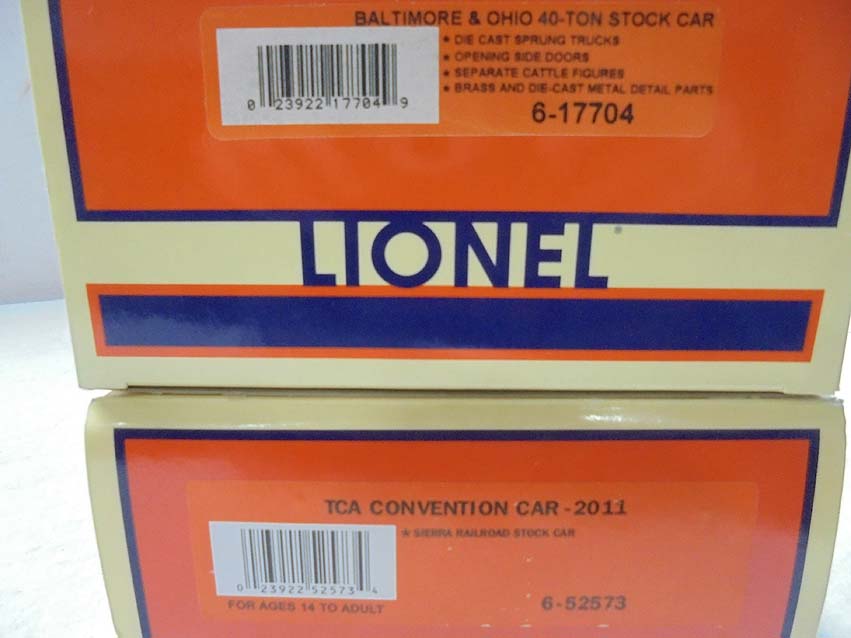 BALTIMORE & OHIO 40-TON STOCK CAR
* DIE CAST SPRUNG TRUCKS
* OPENING SIDE DOORS
* SEPARATE CATTLE FIGURES
* BRASS AND DIE-CAST METAL DETAIL PARTS
0 23922 17704 9
6-17704
LIONEL
TCA CONVENTION CAR - 2011
* SIERRA RAILROAD STOCK CAR
0 23922 52573 4
FOR AGES 14 TO ADULT
6-52573